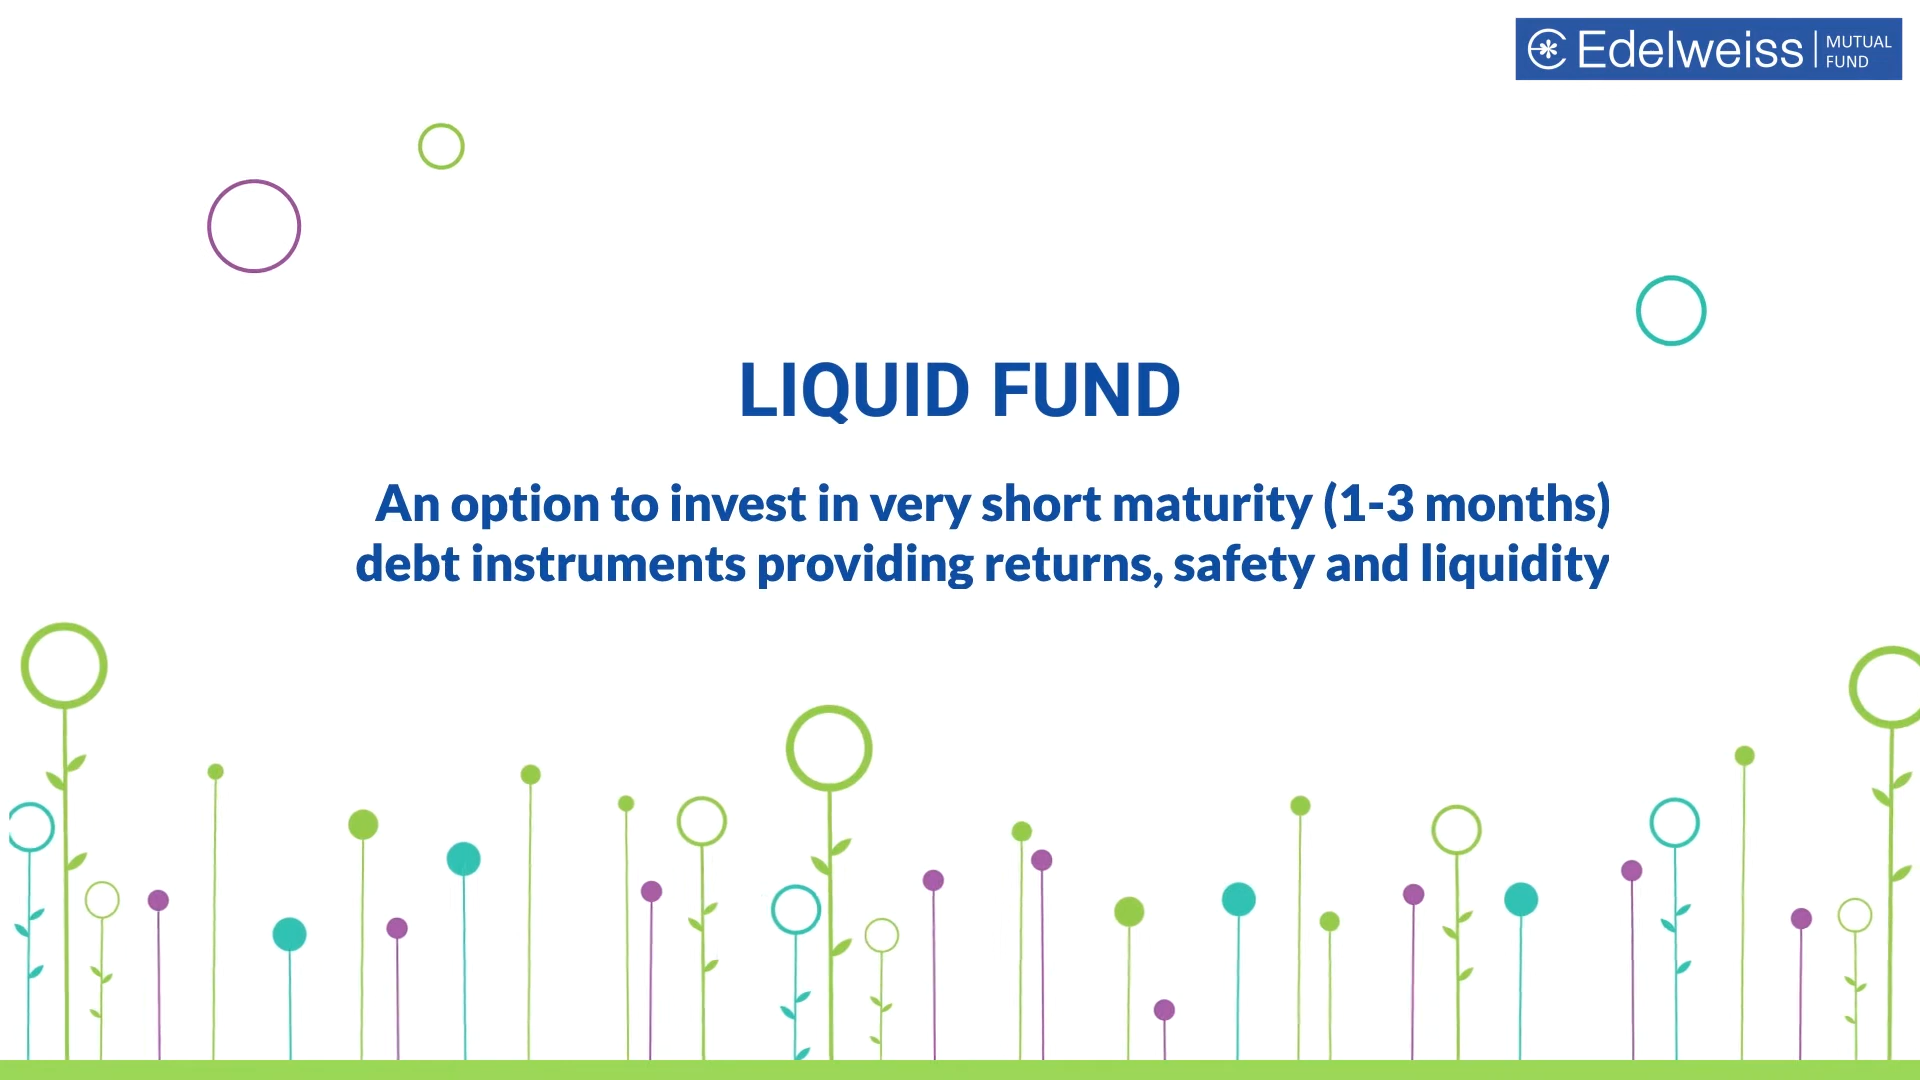 Edelweiss
MUTUAL
FUND
LIQUID FUND
An option to invest in very short maturity (1-3 months)
debt instruments providing returns, safety and liquidity